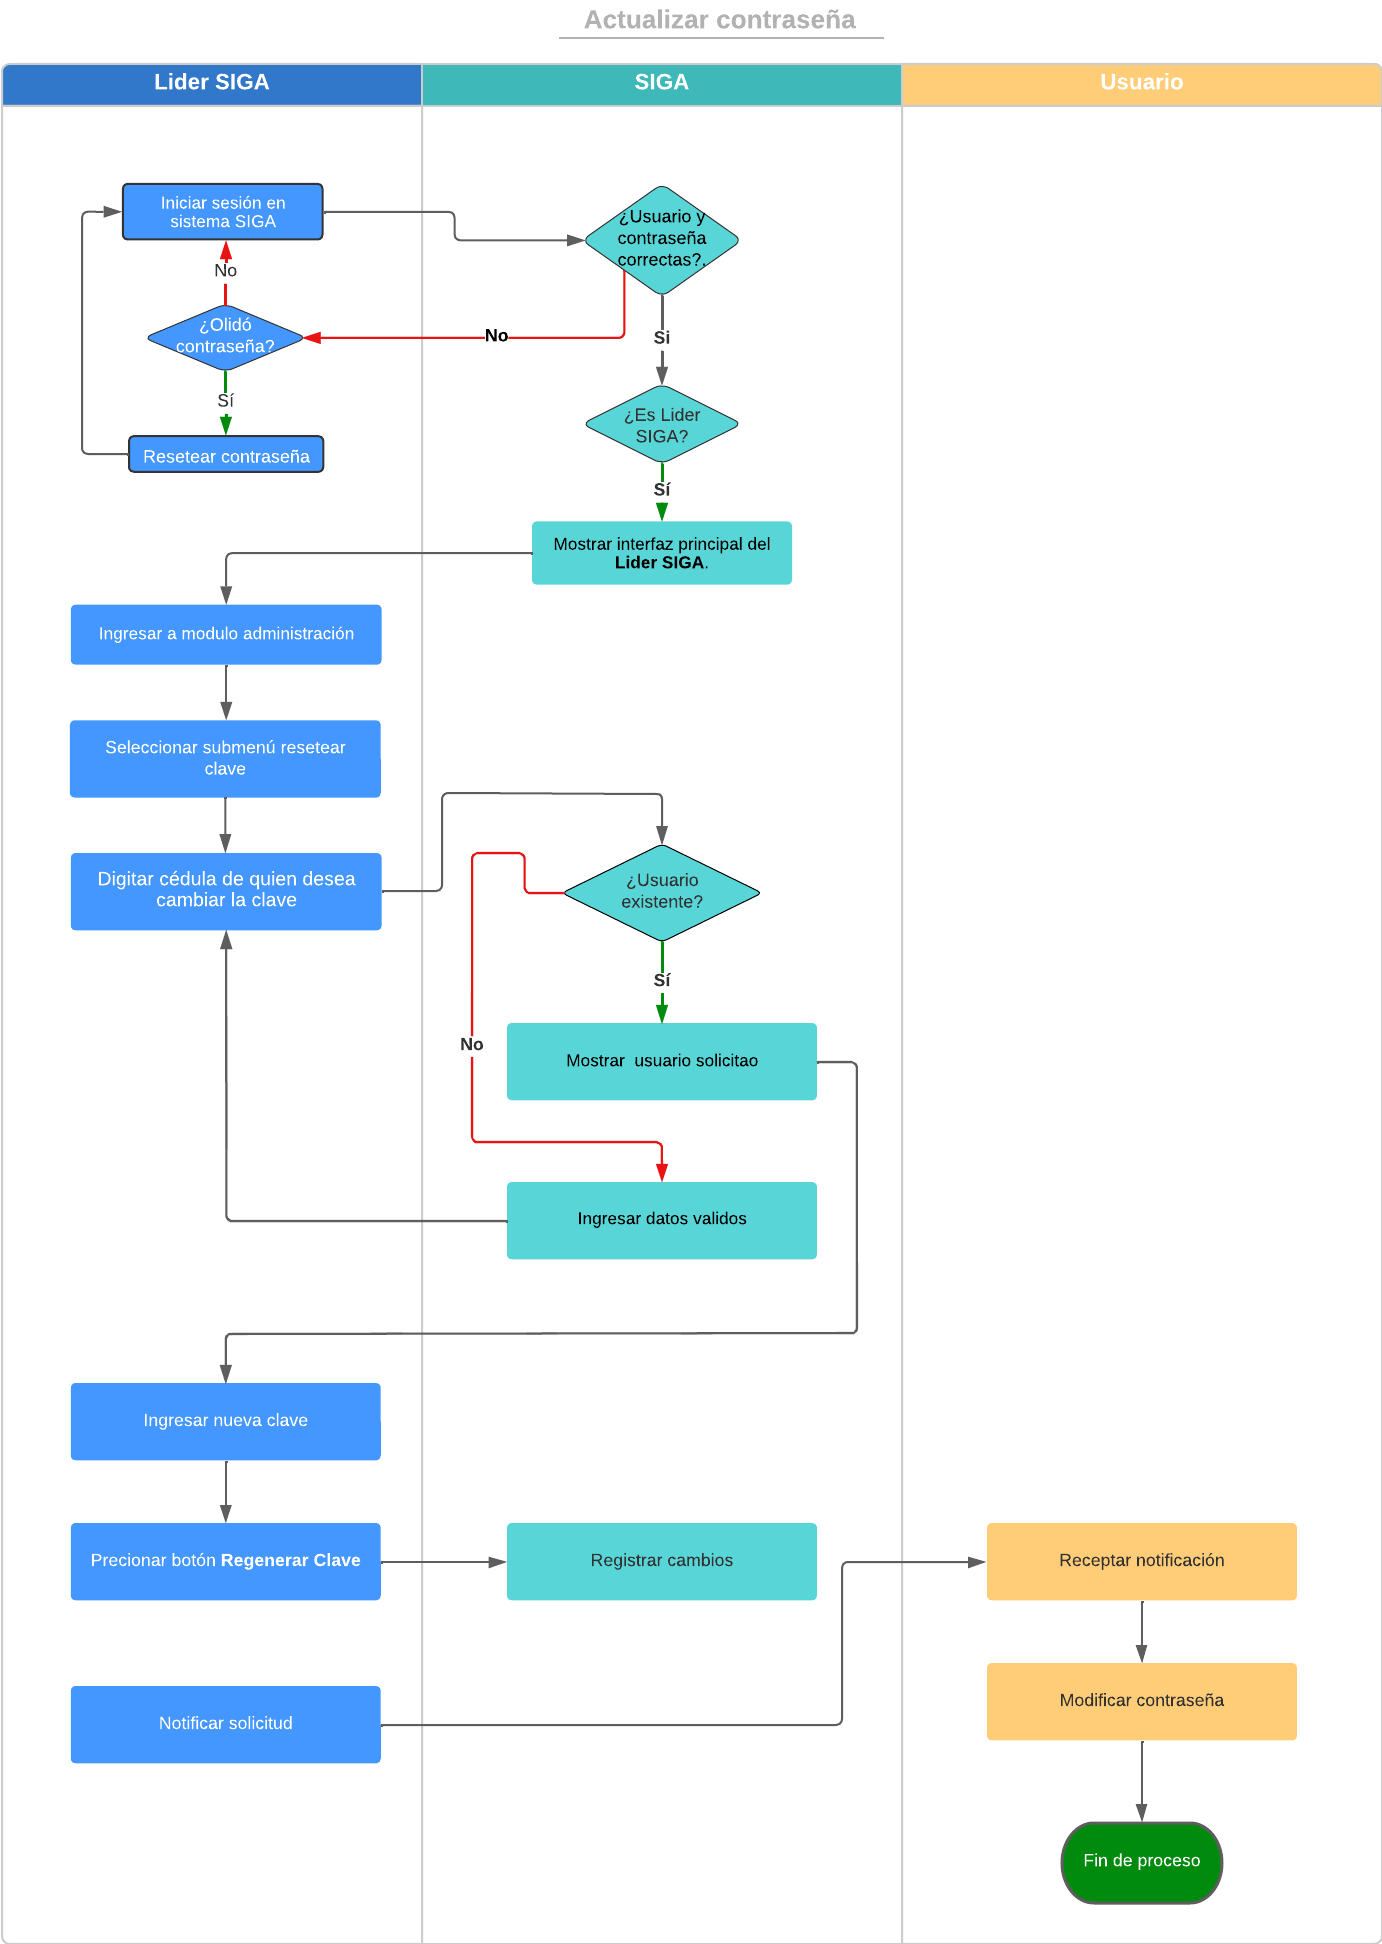 Actualizar contraseña
Lider SIGA
SIGA
Usuario
Iniciar sesión en
sistema SIGA
¿Usuario y
contraseña
correctas?.
No
¿Olidó
contraseña?
No
Si
Sí
¿Es Lider
SIGA?
Resetear contraseña
Sí
Mostrar interfaz principal del
Lider SIGA.
Ingresar a modulo administración
Seleccionar submenú resetear
clave
Digitar cédula de quien desea
cambiar la clave
¿Usuario
existente?
Sí
No
Mostrar  usuario solicitao
Ingresar datos validos
Ingresar nueva clave
Precionar botón Regenerar Clave
Registrar cambios
Receptar notificación
Notificar solicitud
Modificar contraseña
Fin de proceso